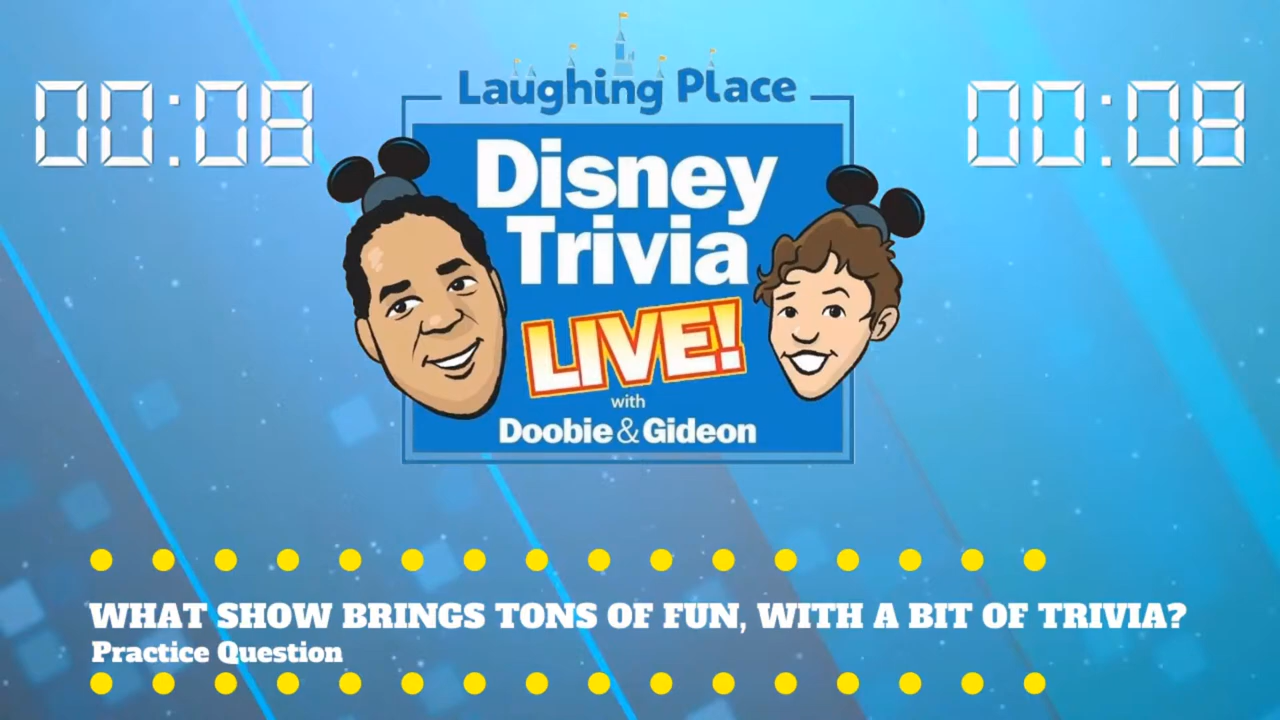 00:08
00:08
Laughing Place
Disney
Trivia
LIVE!
with
Doobie & Gideon
WHAT SHOW BRINGS TONS OF FUN, WITH A BIT OF TRIVIA?
Practice Question